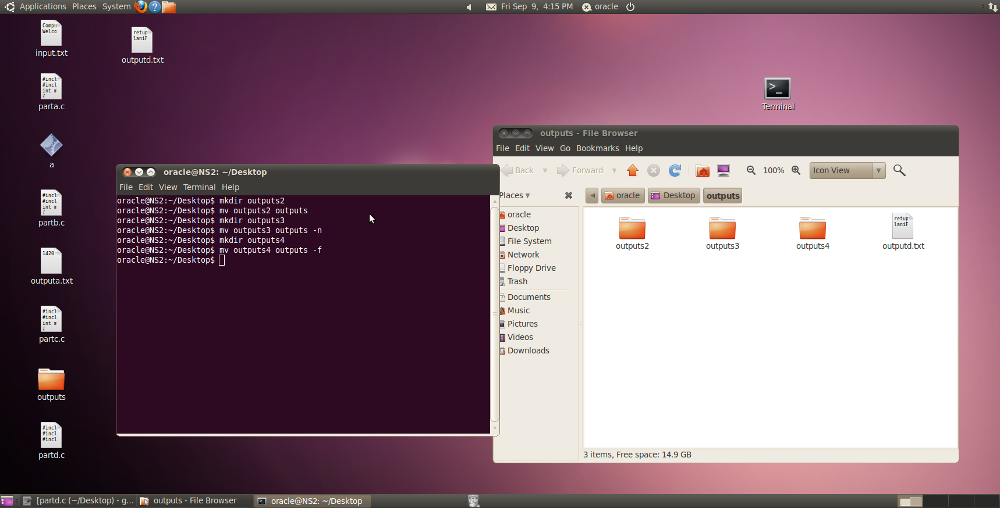 Applications Places System
Fri Sep 9, 4:15 PM oracle
Compu
Welco
input.txt
retup
laniF
outputd.txt
#incl
#incl
int m
{
parta.c
a
#incl
#incl
int m
{
partb.c
1420
outputa.txt
#incl
#incl
int m
{
partc.c
outputs
#incl
#incl
#incl
partd.c
>_
Terminal
oracle@NS2: ~/Desktop
File Edit View Terminal Help
oracle@NS2:~/Desktop$ mkdir outputs2
oracle@NS2:~/Desktop$ mv outputs2 outputs
oracle@NS2:~/Desktop$ mkdir outputs3
oracle@NS2:~/Desktop$ mv outputs3 outputs -n
oracle@NS2:~/Desktop$ mkdir outputs4
oracle@NS2:~/Desktop$ mv outputs4 outputs -f
oracle@NS2:~/Desktop$
outputs - File Browser
File Edit View Go Bookmarks Help
Back Forward 100% Icon View
Places oracle Desktop outputs
oracle
Desktop
File System
Network
Floppy Drive
Trash
Documents
Music
Pictures
Videos
Downloads
outputs2
outputs3
outputs4
retup
laniF
outputd.txt
3 items, Free space: 14.9 GB
[partd.c (~/Desktop) - g... outputs - File Browser oracle@NS2: ~/Desktop